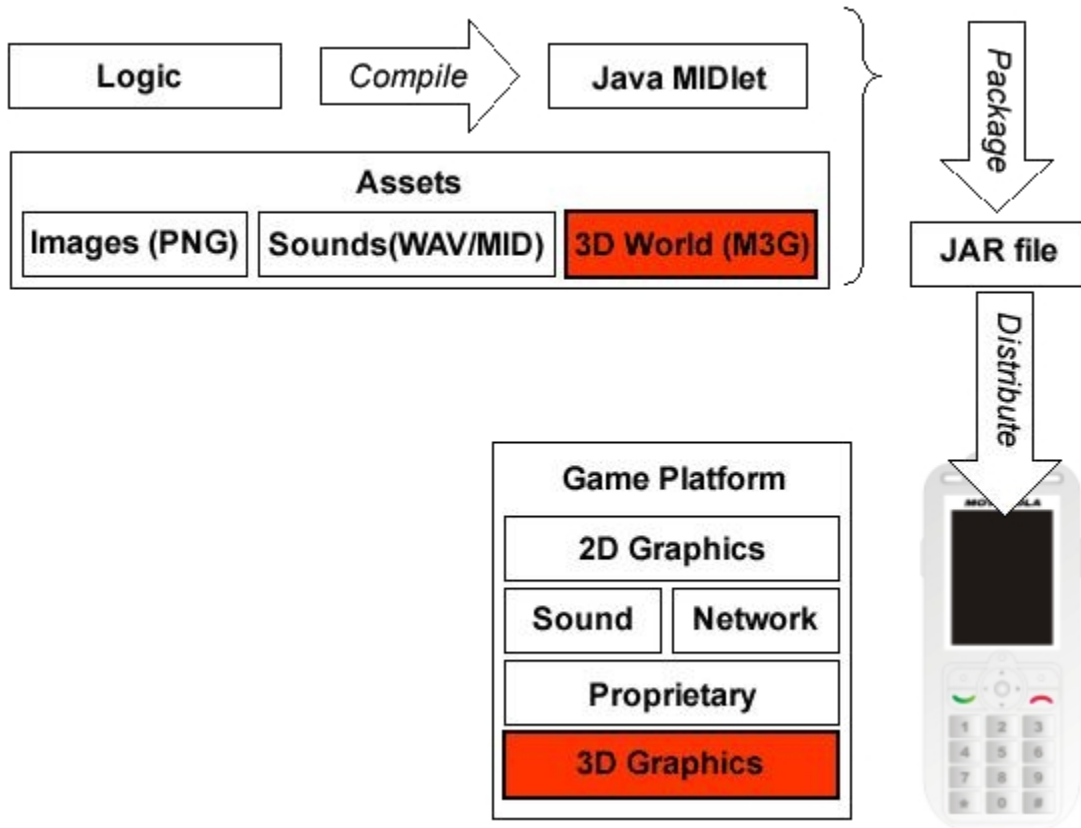 Logic
Compile
Java MIDlet
Package
Assets
Images (PNG)
Sounds(WAV/MID)
3D World (M3G)
JAR file
Distribute
Game Platform
2D Graphics
Sound
Network
Proprietary
3D Graphics
1 2 3
4 5 6
7 8 9
* 0 #